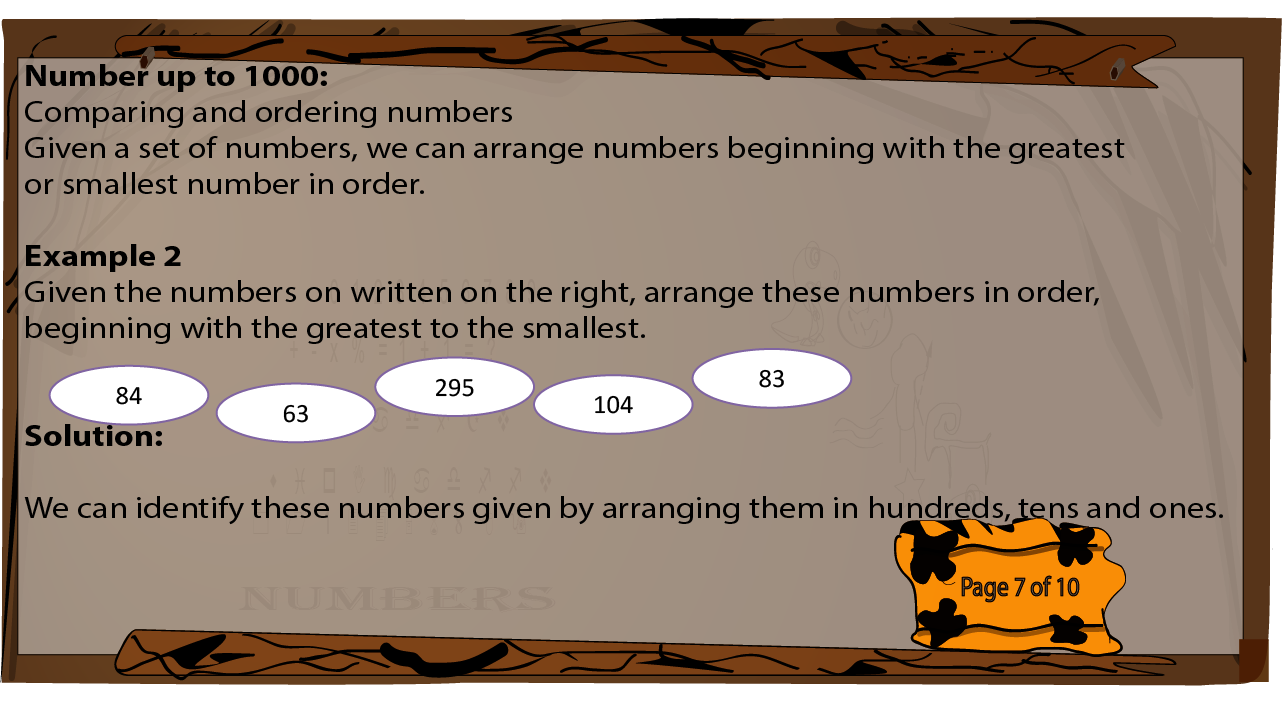 Number up to 1000:
Comparing and ordering numbers
Given a set of numbers, we can arrange numbers beginning with the greatest
or smallest number in order.
Example 2
Given the numbers on written on the right, arrange these numbers in order,
beginning with the greatest to the smallest.
84 63 295 104 83
Solution:
We can identify these numbers given by arranging them in hundreds, tens and ones.
Page 7 of 10
NUMBERS